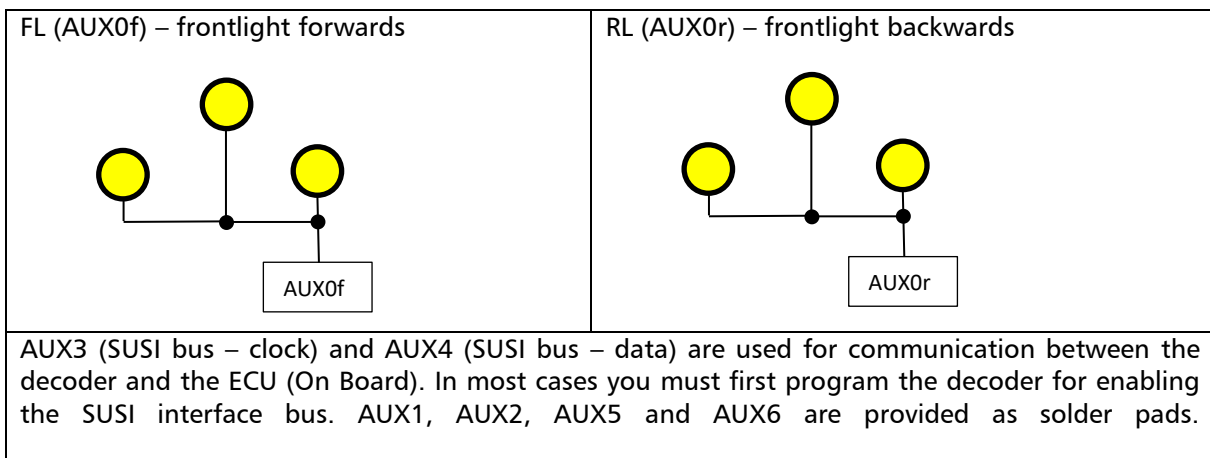 FL (AUX0f) – frontlight forwards
AUX0f
RL (AUX0r) – frontlight backwards
AUX0r
AUX3 (SUSI bus – clock) and AUX4 (SUSI bus – data) are used for communication between the
decoder and the ECU (On Board). In most cases you must first program the decoder for enabling
the SUSI interface bus. AUX1, AUX2, AUX5 and AUX6 are provided as solder pads.